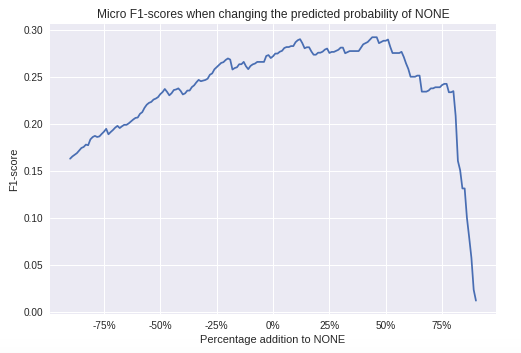 Micro F1-scores when changing the predicted probability of NONE
F1-score
0.30
0.25
0.20
0.15
0.10
0.05
0.00
-75% -50% -25% 0% 25% 50% 75%
Percentage addition to NONE